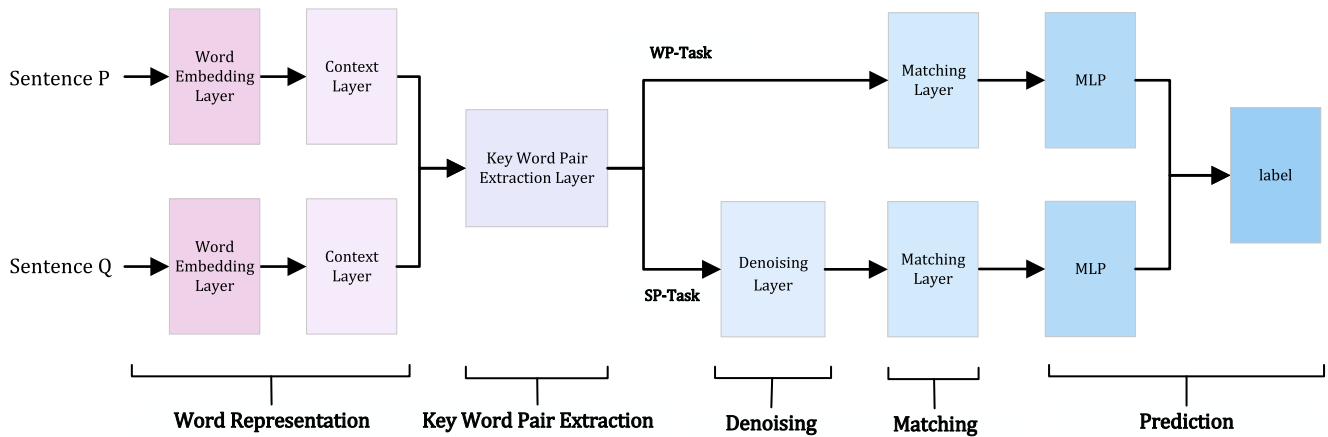 Sentence P
Word
Embedding
Layer
Context
Layer
Sentence Q
Word
Embedding
Layer
Context
Layer
Key Word Pair
Extraction Layer
WP-Task
SP-Task
Denoising
Layer
Matching
Layer
MLP
Matching
Layer
MLP
label
Word Representation
Key Word Pair Extraction
Denoising
Matching
Prediction